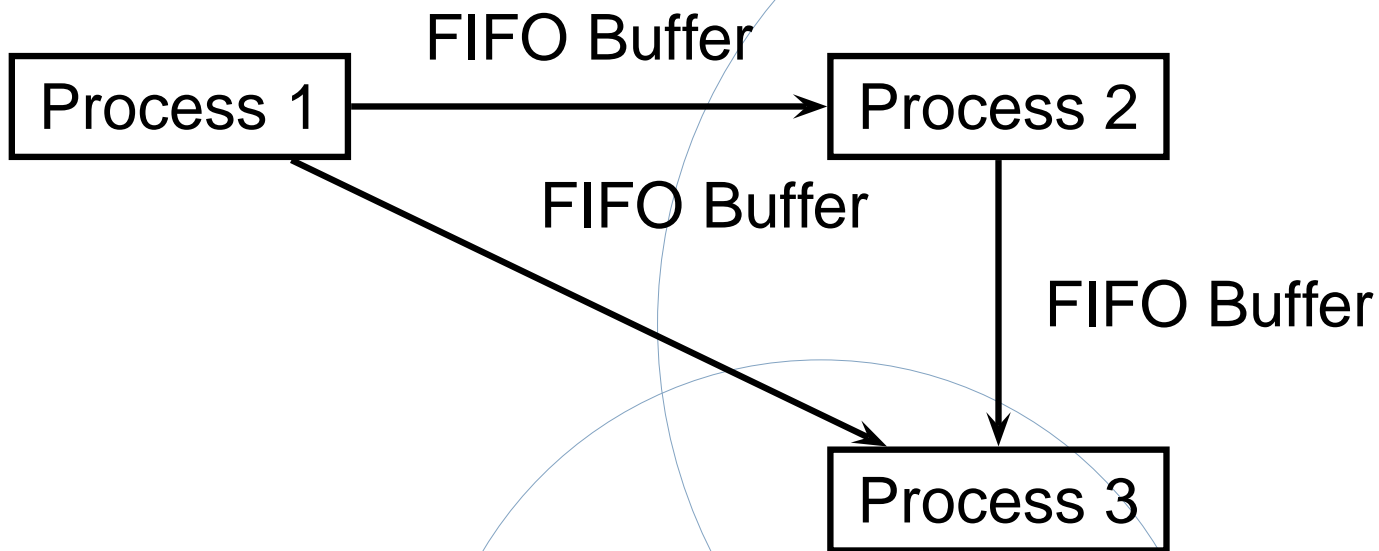 FIFO Buffer
Process 1
Process 2
FIFO Buffer
FIFO Buffer
Process 3